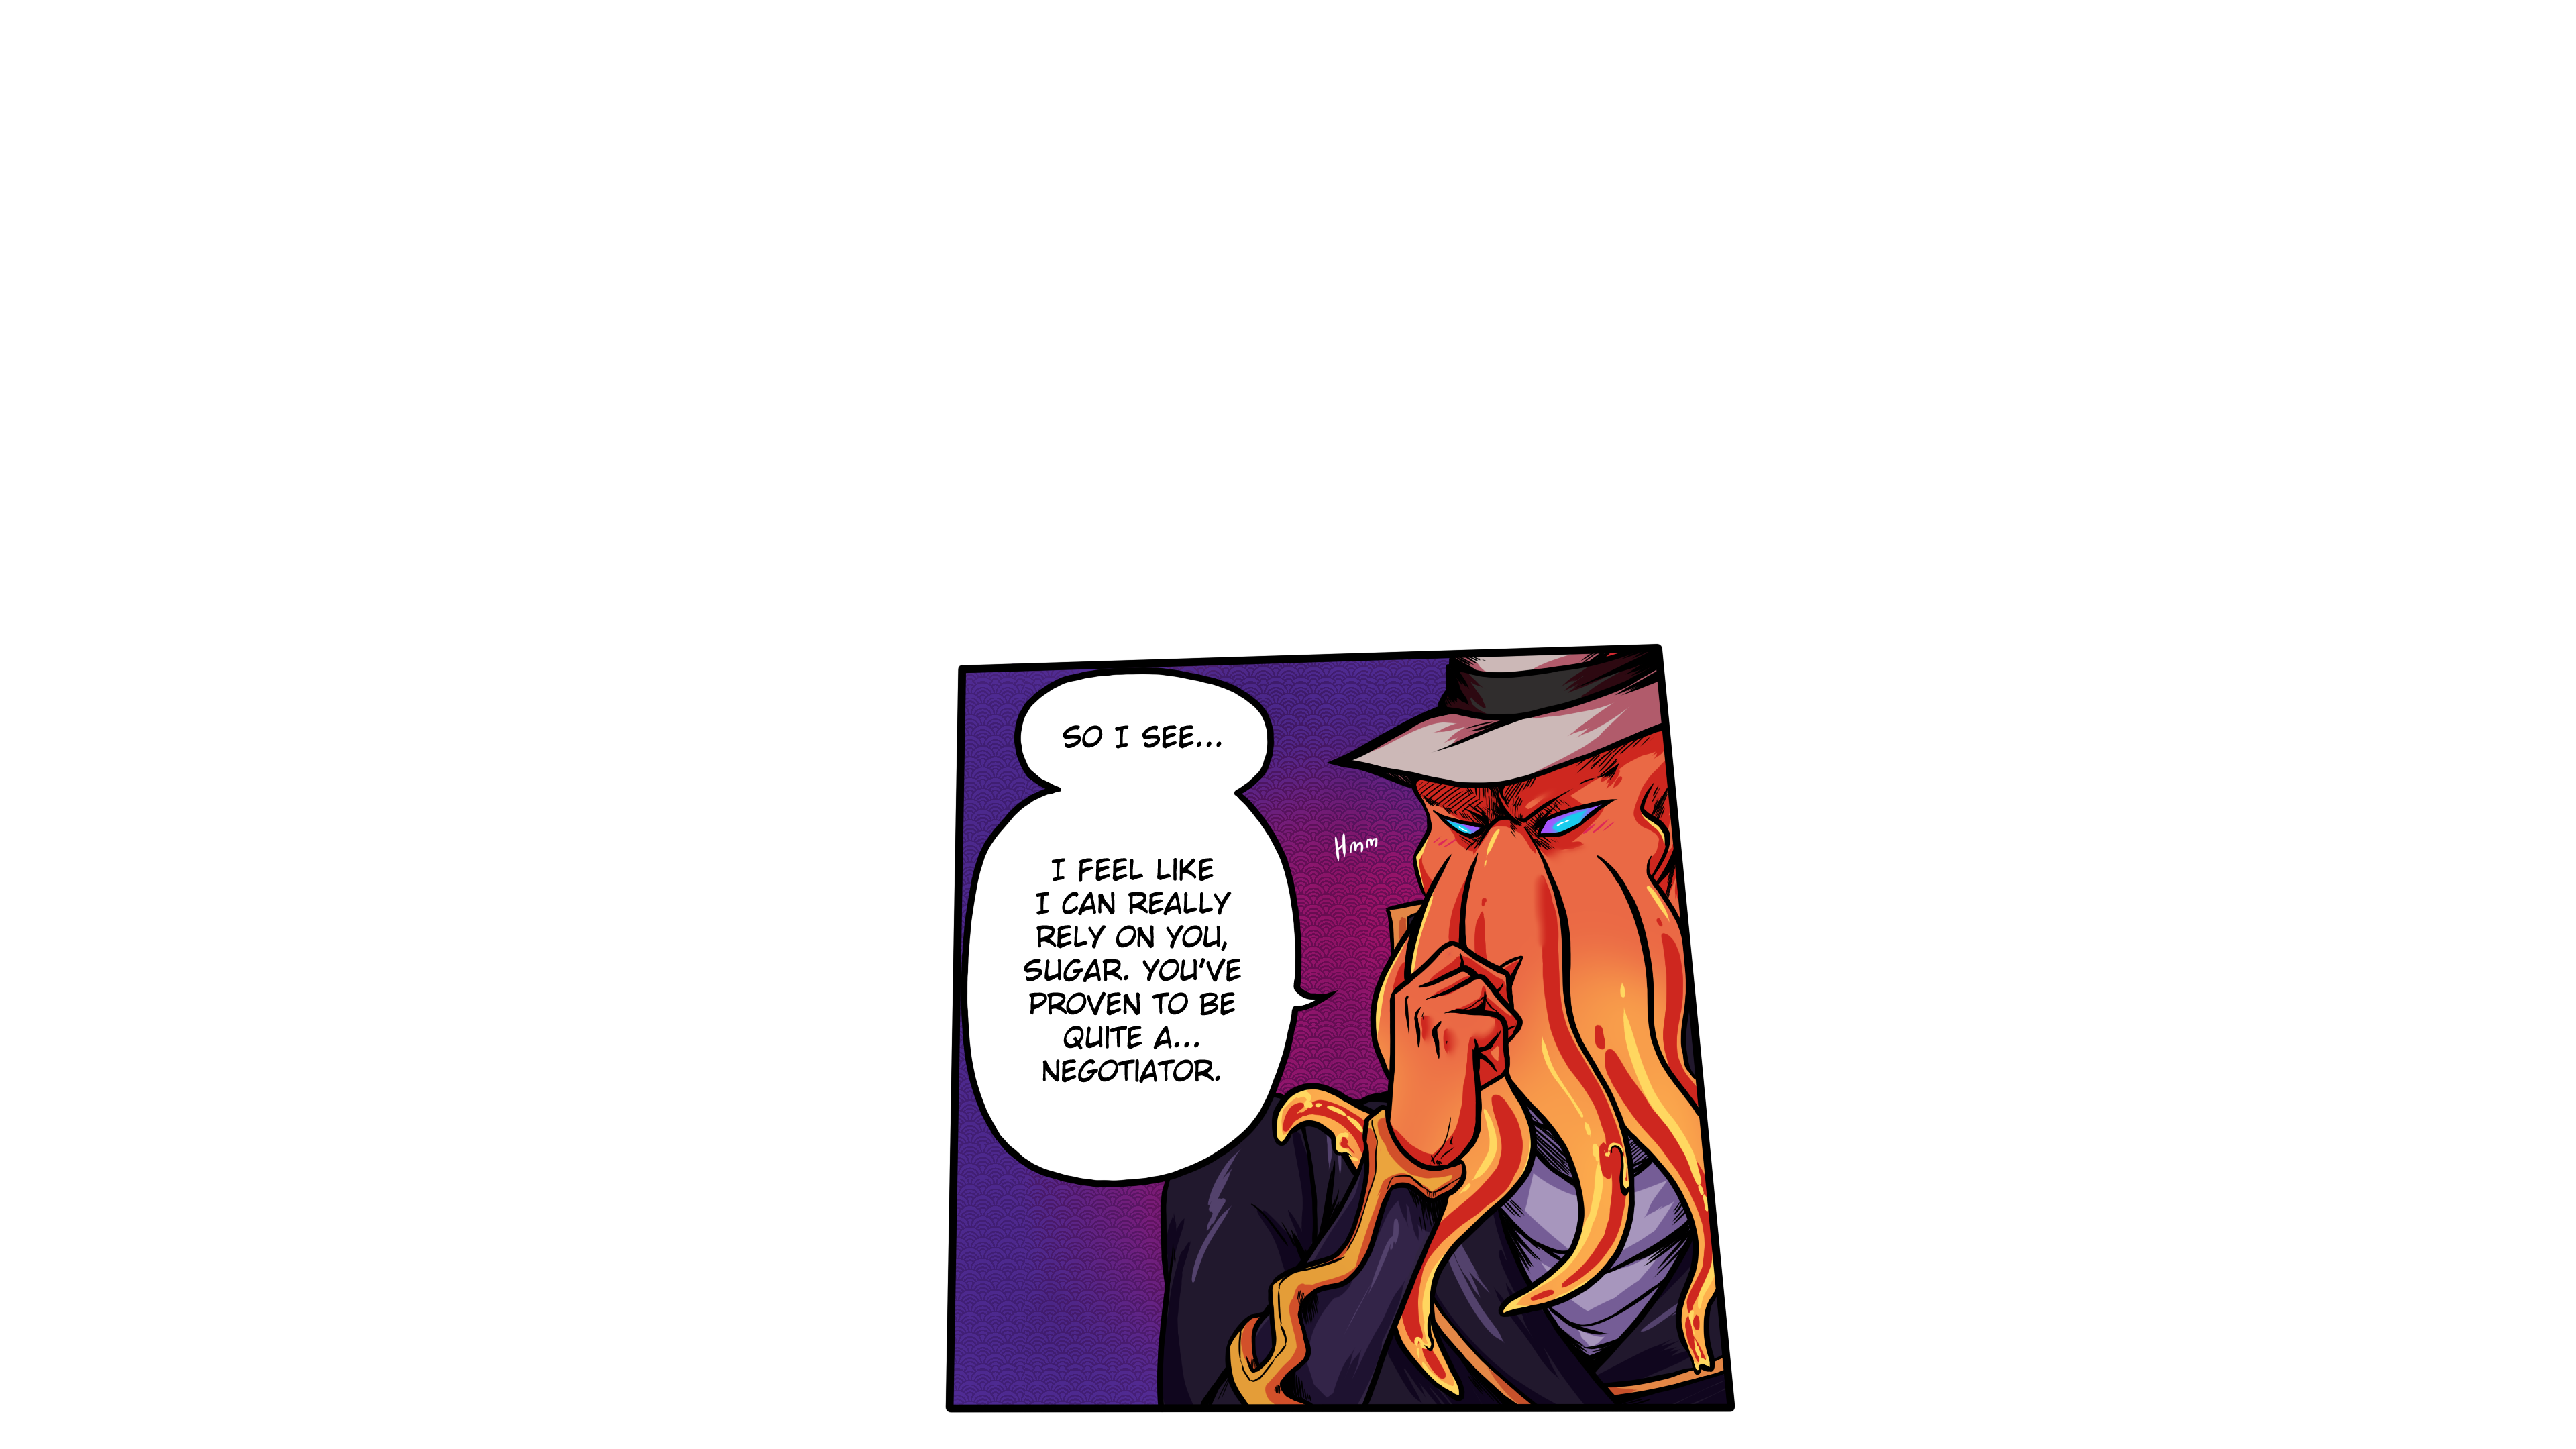 SO I SEE...
I FEEL LIKE
I CAN REALLY
RELY ON YOU,
SUGAR. YOU'VE
PROVEN TO BE
QUITE A...
NEGOTIATOR.
Hmm